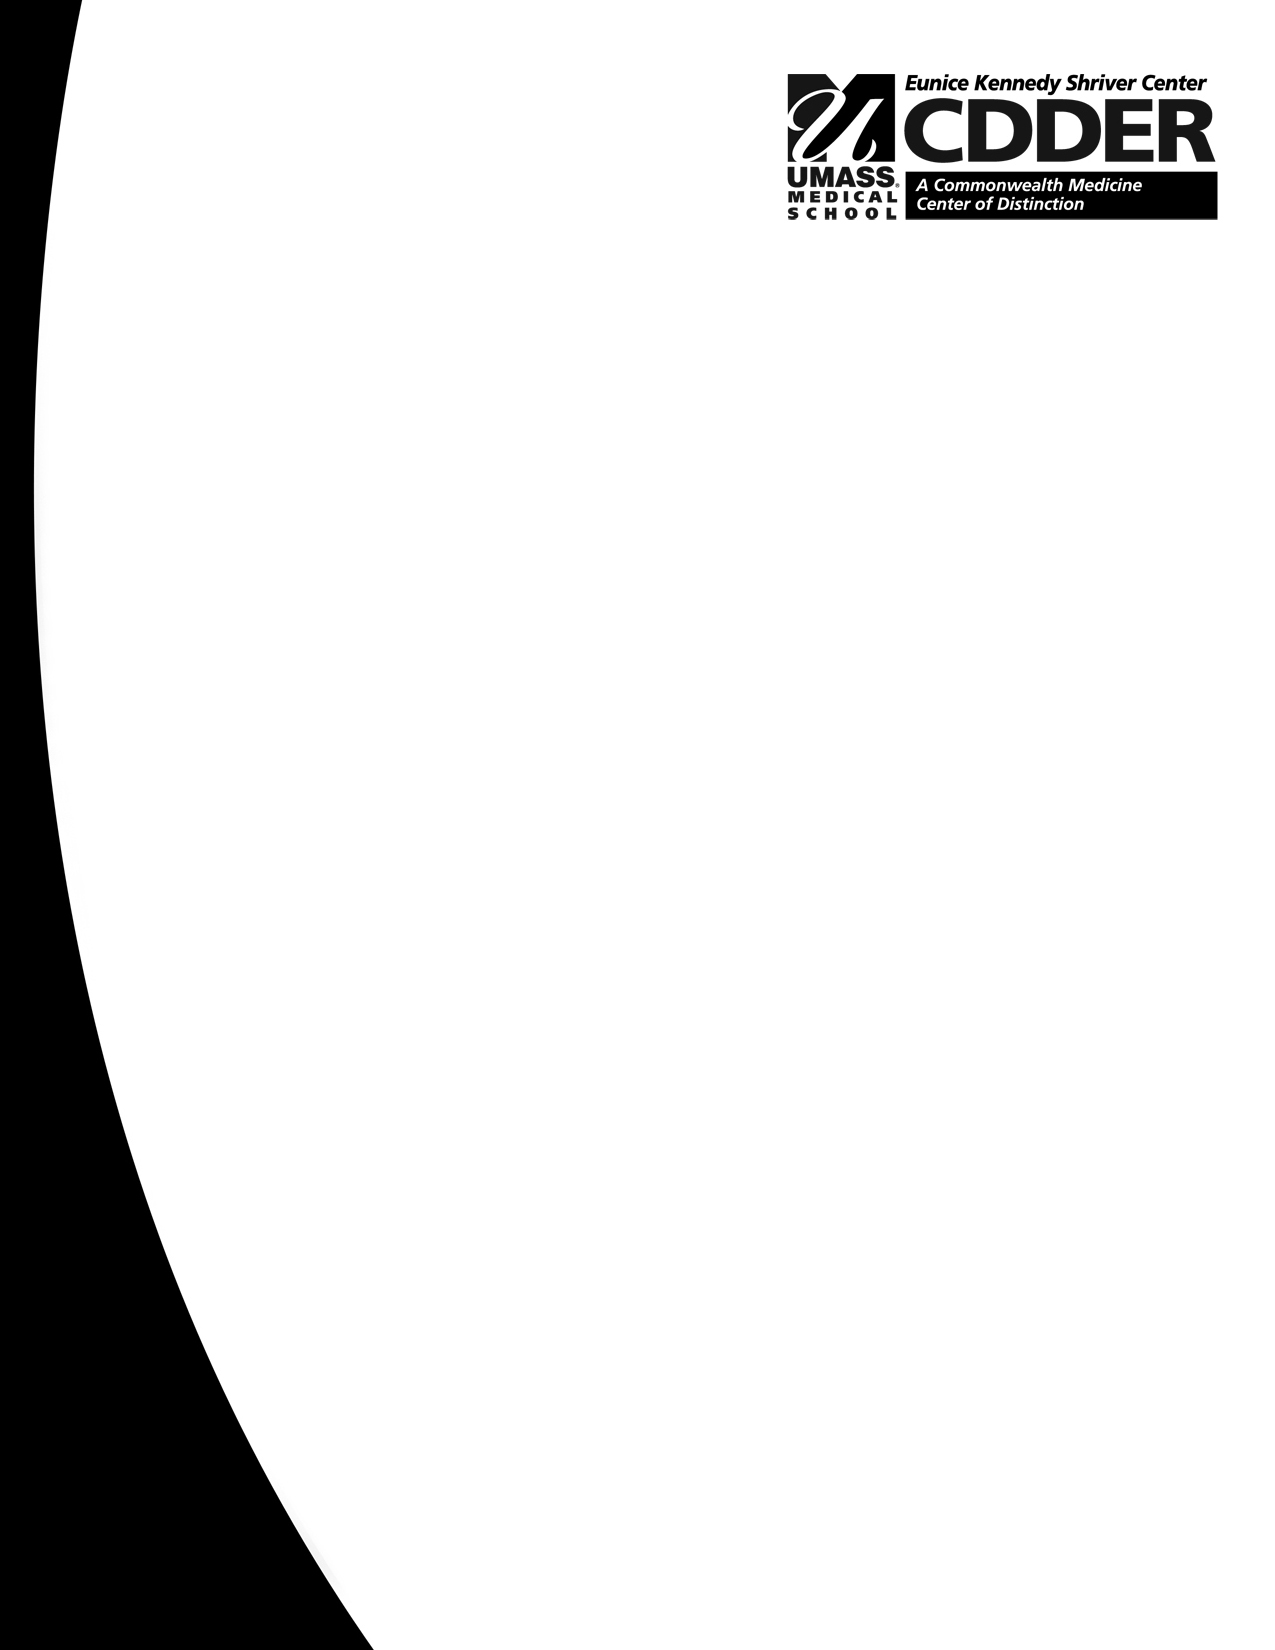 Eunice Kennedy Shriver Center
CDDER
A Commonwealth Medicine
Center of Distinction
UMASS®
MEDICAL
SCHOOL